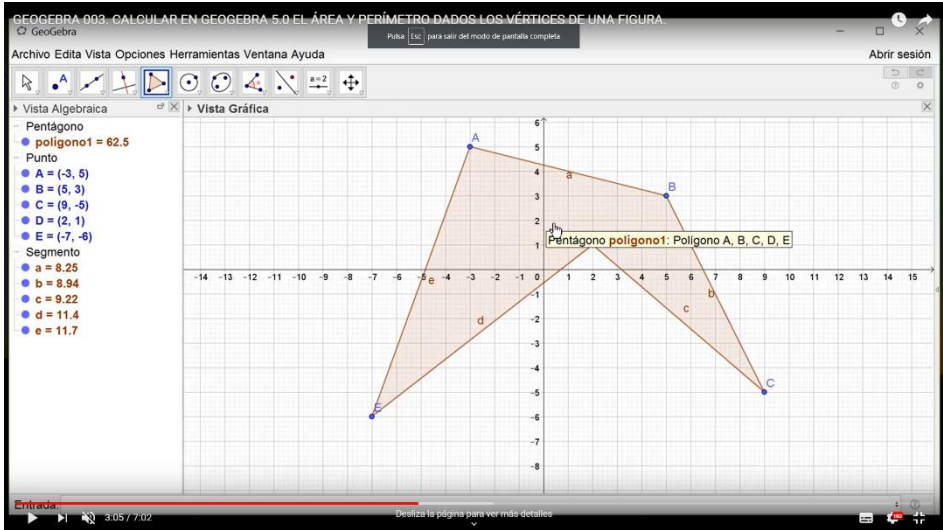 GEOGEBRA 003. CALCULAR EN GEOGEBRA 5.0 EL ÁREA Y PERÍMETRO DADOS LOS VÉRTICES DE UNA FIGURA.
GeoGebra
Pulsa Esc para salir del modo de pantalla completa
Archivo Edita Vista Opciones Herramientas Ventana Ayuda
Abrir sesión
A
a=2
Vista Algebraica
Vista Gráfica
Pentágono
polígono1 = 62.5
Punto
A = (-3, 5)
B = (5, 3)
C = (9, -5)
D = (2, 1)
E = (-7, -6)
Segmento
a = 8.25
b = 8.94
c = 9.22
d = 11.4
e = 11.7
6
A
5
a
4
B
3
2
Pentágono polígono1: Polígono A, B, C, D, E
1
-14 -13 -12 -11 -10 -9 -8 -7 -6 -5 -4 -3 -2 -1 0 1 2 3 4 5 6 7 8 9 10 11 12 13 14 15
e
b
-1
c
d
-2
-3
-4
C
-5
E
-6
-7
-8
Entrada:
3:05 / 7:02
Desliza la página para ver más detalles
HD